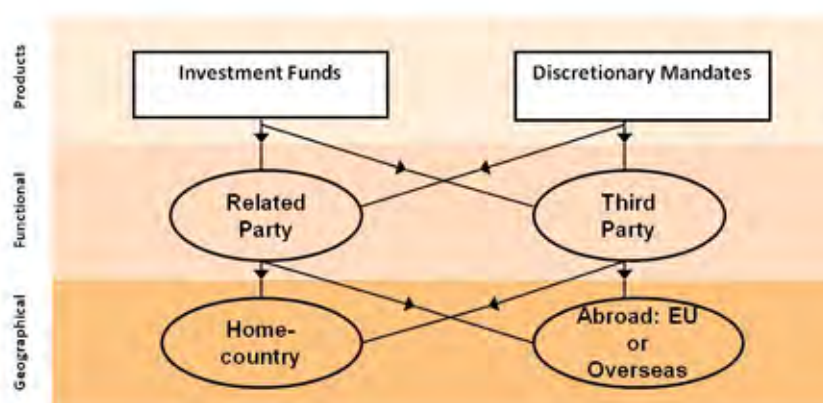 Products
Investment Funds
Discretionary Mandates
Functional
Related
Party
Third
Party
Geographical
Home-
country
Abroad: EU
or
Overseas